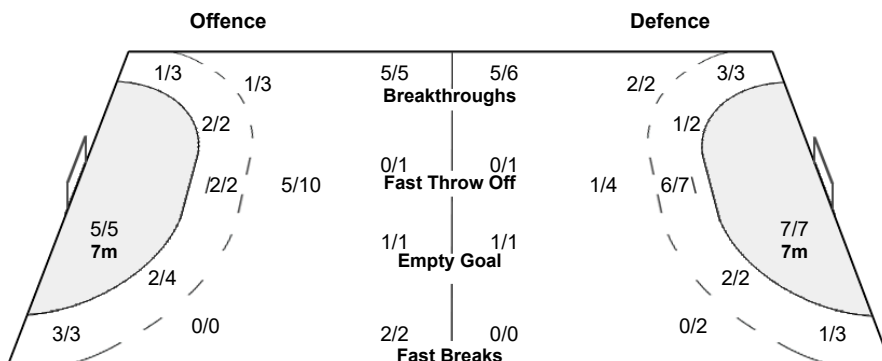 Offence Defence
1/3 1/3 5/5 5/6 2/2 3/3
Breakthroughs
2/2 1/2
0/1 0/1
Fast Throw Off
2/2 5/10 1/4 6/7
5/5 7/7
7m 7m
1/1 1/1
Empty Goal
2/4 2/2
3/3 0/0 2/2 0/0 0/2 1/3
Fast Breaks